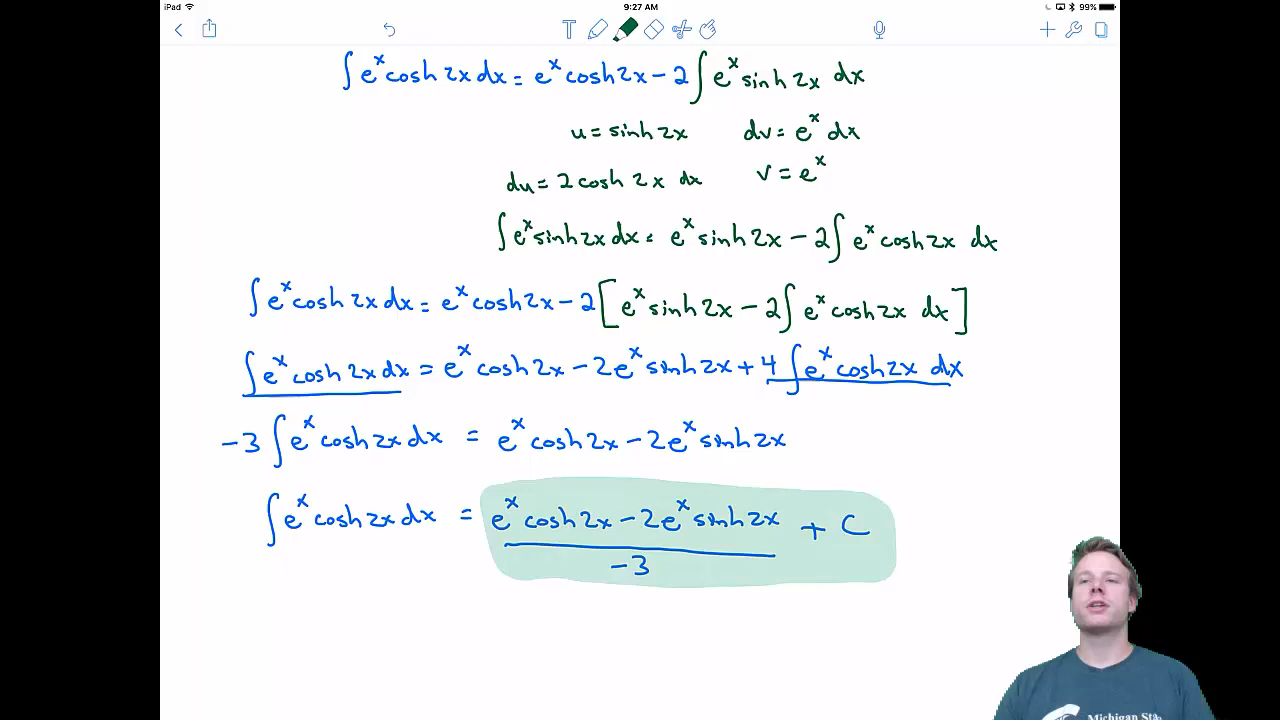 iPad 9:27 AM 99%
T
∫e^x cosh 2x dx = e^x cosh 2x − 2∫e^x sinh 2x dx
u = sinh 2x dv = e^x dx
du = 2 cosh 2x dx v = e^x
∫e^x sinh 2x dx = e^x sinh 2x − 2∫e^x cosh 2x dx
∫e^x cosh 2x dx = e^x cosh 2x − 2[e^x sinh 2x − 2∫e^x cosh 2x dx]
∫e^x cosh 2x dx = e^x cosh 2x − 2e^x sinh 2x + 4∫e^x cosh 2x dx
−3∫e^x cosh 2x dx = e^x cosh 2x − 2e^x sinh 2x
∫e^x cosh 2x dx = e^x cosh 2x − 2e^x sinh 2x + C
−3
Michigan Sta